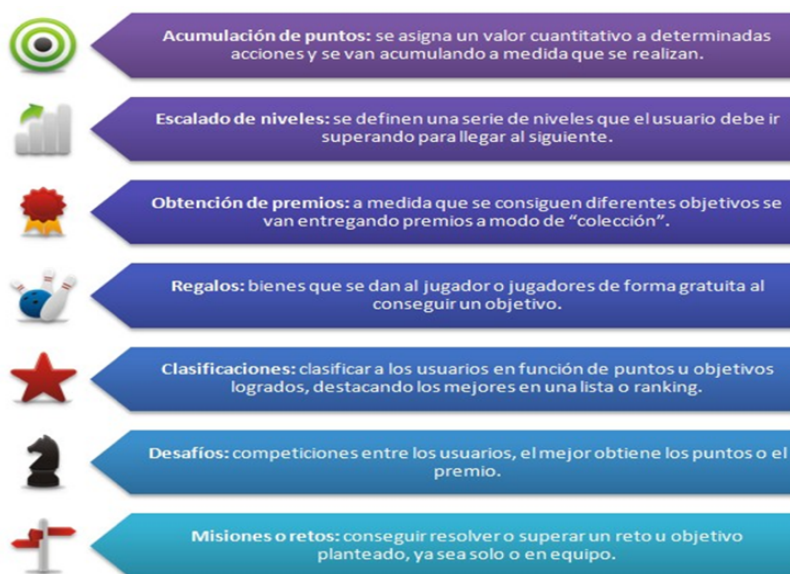 Acumulación de puntos: se asigna un valor cuantitativo a determinadas
acciones y se van acumulando a medida que se realizan.
Escalado de niveles: se definen una serie de niveles que el usuario debe ir
superando para llegar al siguiente.
Obtención de premios: a medida que se consiguen diferentes objetivos se
van entregando premios a modo de “colección”.
Regalos: bienes que se dan al jugador o jugadores de forma gratuita al
conseguir un objetivo.
Clasificaciones: clasificar a los usuarios en función de puntos u objetivos
logrados, destacando los mejores en una lista o ranking.
Desafíos: competiciones entre los usuarios, el mejor obtiene los puntos o el
premio.
Misiones o retos: conseguir resolver o superar un reto u objetivo
planteado, ya sea solo o en equipo.